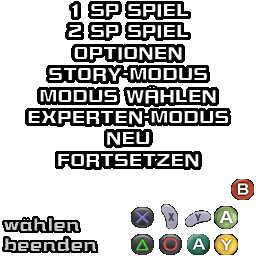 1 SP SPIEL
2 SP SPIEL
OPTIONEN
STORY-MODUS
MODUS WÄHLEN
EXPERTEN-MODUS
NEU
FORTSETZEN
B
wählen X X Y A
beenden A Y